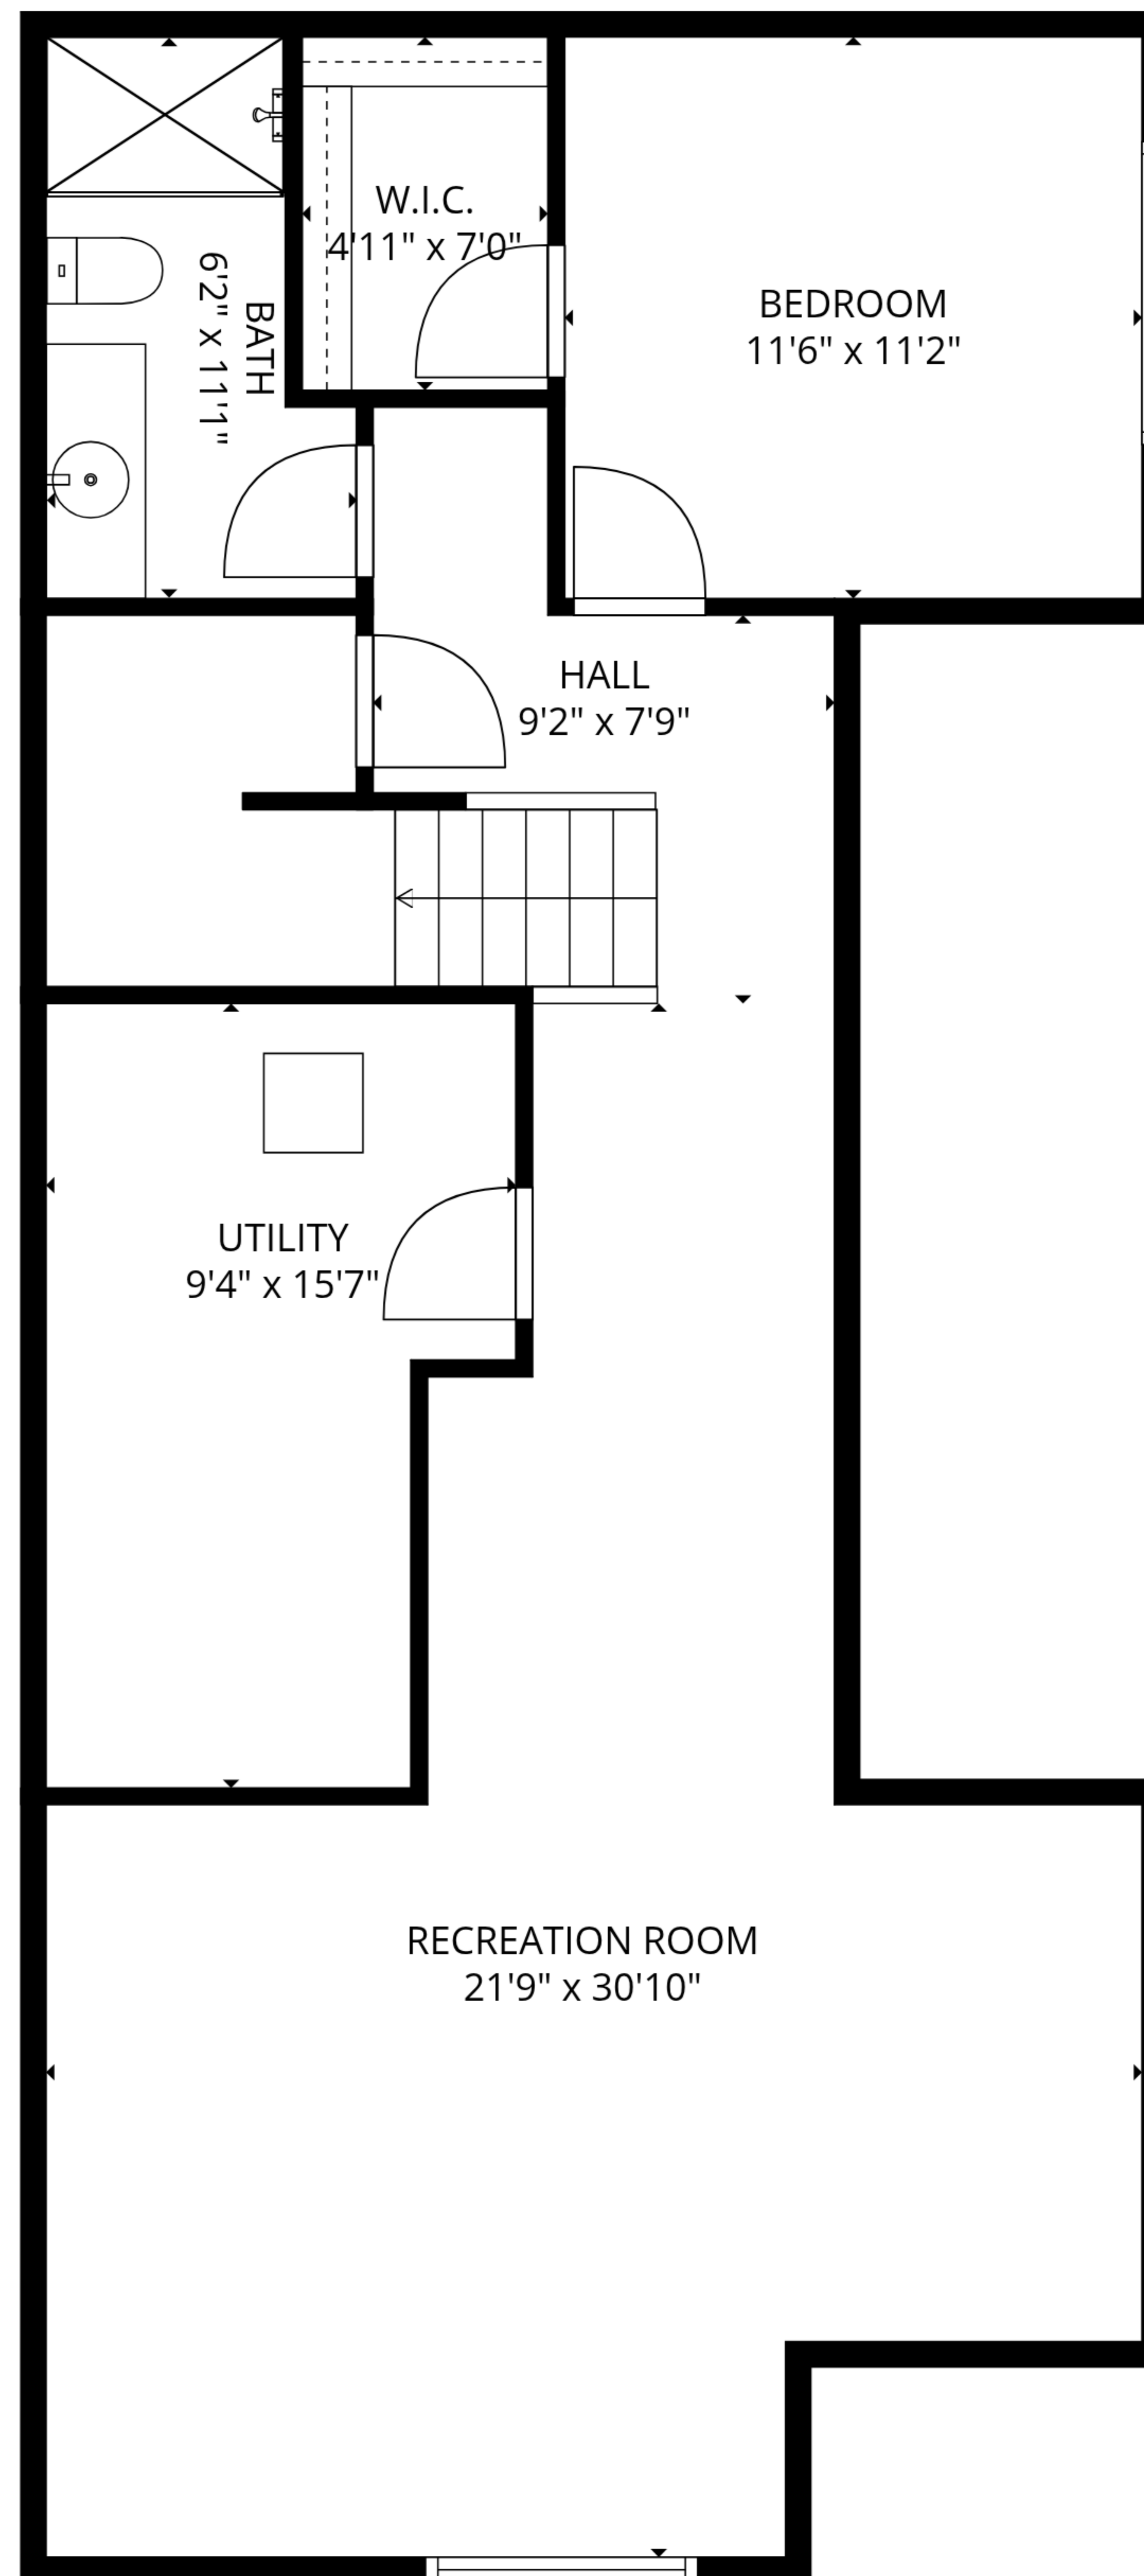 W.I.C.
4'11" x 7'0"
BATH
6'2" x 11'1"
BEDROOM
11'6" x 11'2"
HALL
9'2" x 7'9"
UTILITY
9'4" x 15'7"
RECREATION ROOM
21'9" x 30'10"